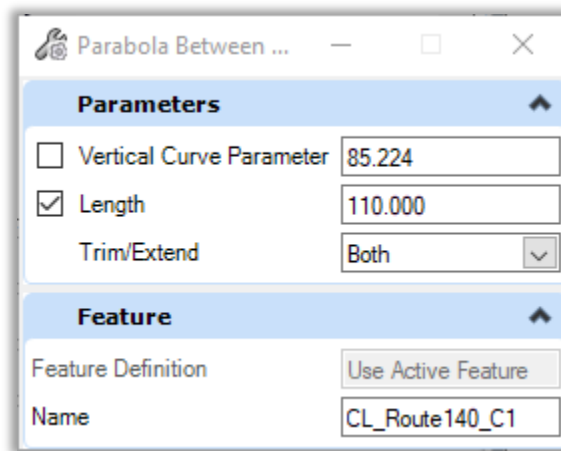 Parabola Between ...
Parameters
Vertical Curve Parameter 85.224
Length 110.000
Trim/Extend Both
Feature
Feature Definition Use Active Feature
Name CL_Route140_C1